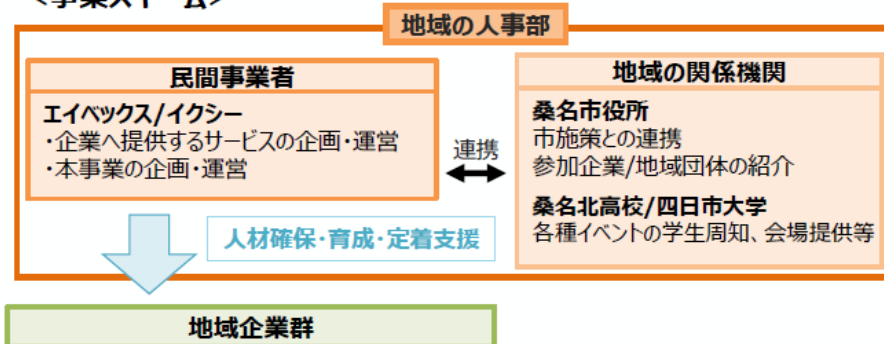 <事業スキーム>
地域の人事部
民間事業者
エイベックス/イクシー
・企業へ提供するサービスの企画・運営
・本事業の企画・運営
連携
地域の関係機関
桑名市役所
市施策との連携
参加企業/地域団体の紹介
桑名北高校/四日市大学
各種イベントの学生周知、会場提供等
人材確保・育成・定着支援
地域企業群